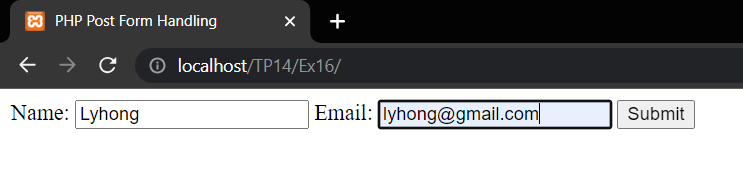 PHP Post Form Handling
localhost/TP14/Ex16/
Name: Lyhong Email: lyhong@gmail.com Submit